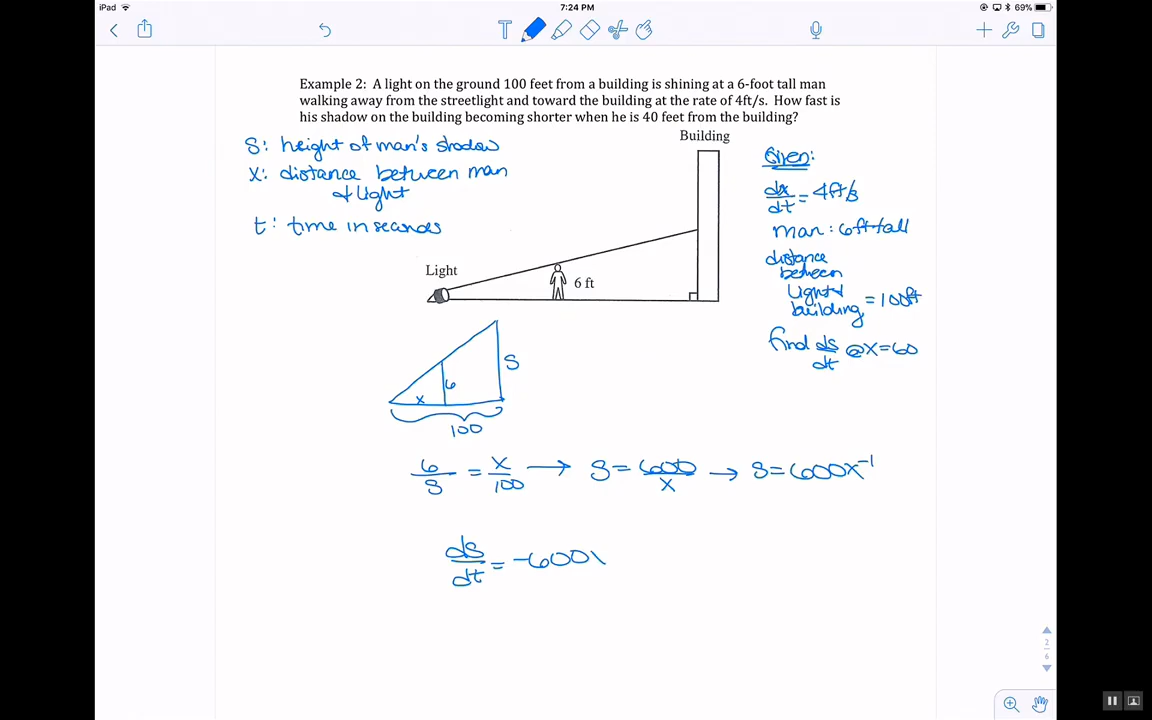 iPad
7:24 PM
69%
T
Example 2: A light on the ground 100 feet from a building is shining at a 6-foot tall man
walking away from the streetlight and toward the building at the rate of 4ft/s. How fast is
his shadow on the building becoming shorter when he is 40 feet from the building?
S: height of man's shadow
x: distance between man
& light
t: time in seconds
Building
Light
6 ft
Given:
dx/dt = 4ft/s
man: 6ft tall
distance
between
light &
building = 100ft
find ds/dt @x=60
S
6
x
100
6/S = x/100 → S = 600/x → S = 600x⁻¹
ds/dt = -600\
2
6